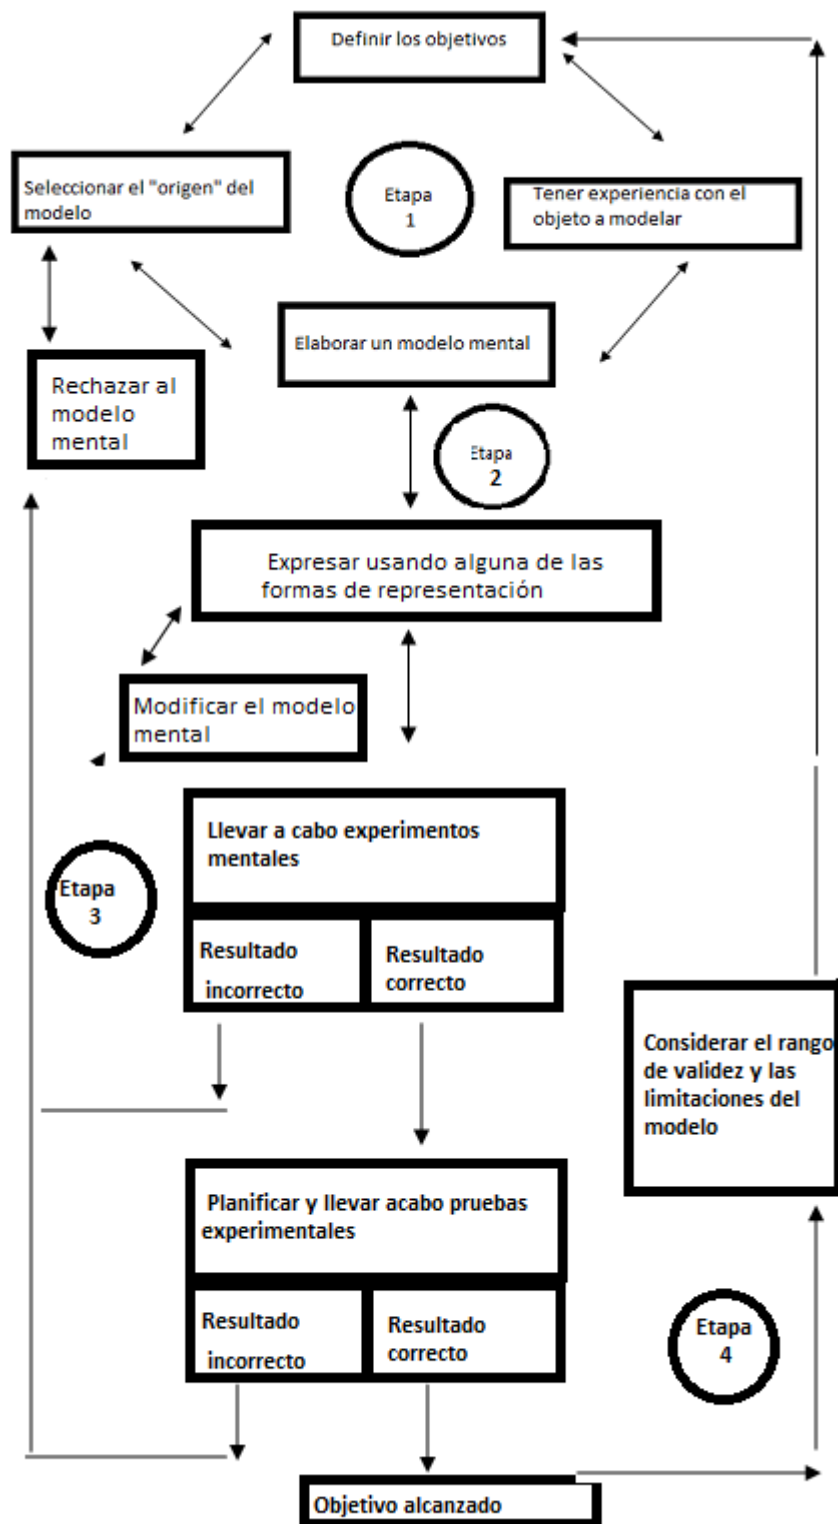 Definir los objetivos
Seleccionar el "origen" del
modelo
Etapa
1
Tener experiencia con el
objeto a modelar
Elaborar un modelo mental
Rechazar al
modelo
mental
Etapa
2
Expresar usando alguna de las
formas de representación
Modificar el modelo
mental
Llevar a cabo experimentos
mentales
Etapa
3
Resultado
incorrecto
Resultado
correcto
Considerar el rango
de validez y las
limitaciones del
modelo
Planificar y llevar acabo pruebas
experimentales
Resultado
incorrecto
Resultado
correcto
Etapa
4
Objetivo alcanzado